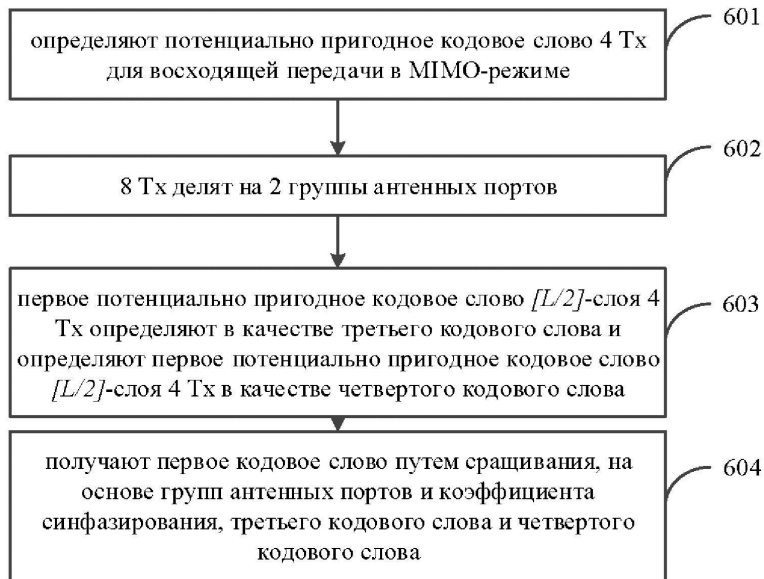 определяют потенциально пригодное кодовое слово 4 Tx
для восходящей передачи в MIMO-режиме
601
8 Tx делят на 2 группы антенных портов
602
первое потенциально пригодное кодовое слово [L/2]-слоя 4
Tx определяют в качестве третьего кодового слова и
определяют первое потенциально пригодное кодовое слово
[L/2]-слоя 4 Tx в качестве четвертого кодового слова
603
получают первое кодовое слово путем сращивания, на
основе групп антенных портов и коэффициента
синфазирования, третьего кодового слова и четвертого
кодового слова
604